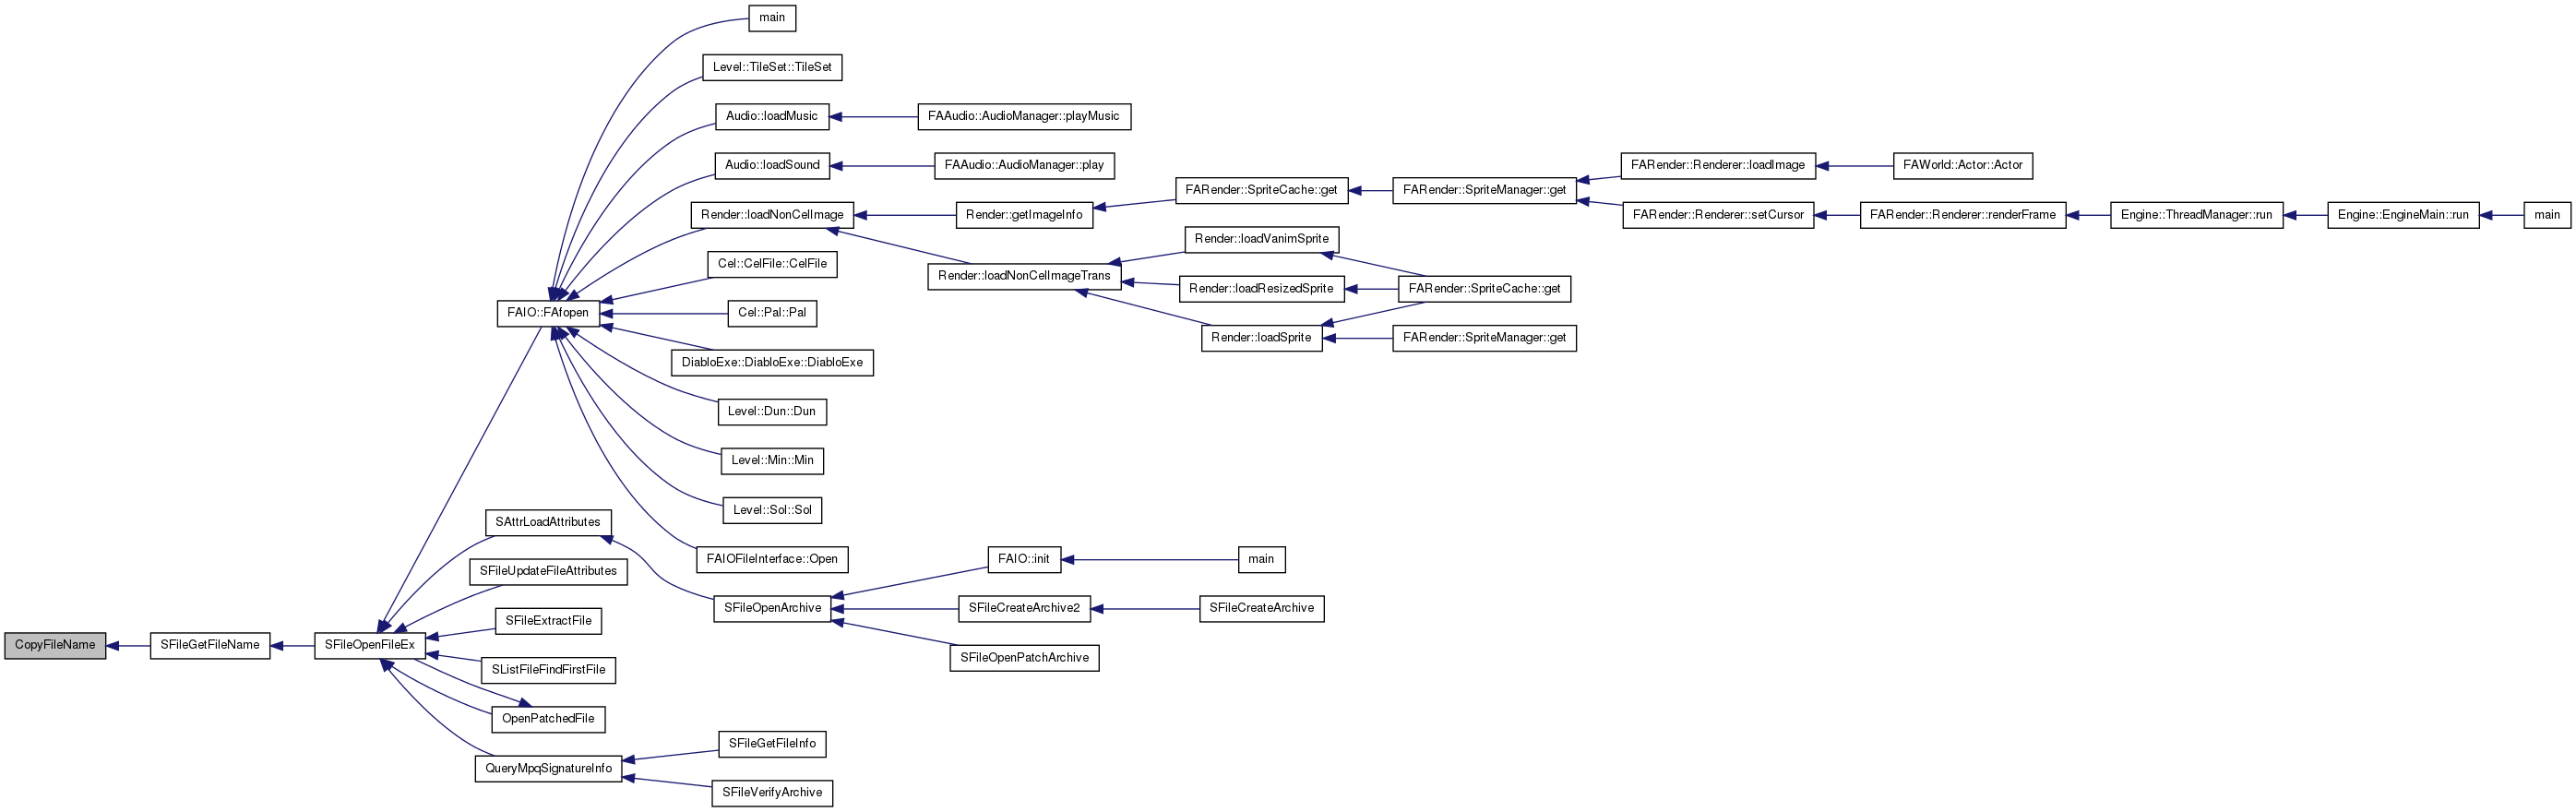 main
Level::TileSet::TileSet
Audio::loadMusic
FAAudio::AudioManager::playMusic
Audio::loadSound
FAAudio::AudioManager::play
FARender::Renderer::loadImage
FAWorld::Actor::Actor
FARender::SpriteCache::get
FARender::SpriteManager::get
Render::loadNonCelImage
Render::getImageInfo
FARender::Renderer::setCursor
FARender::Renderer::renderFrame
Engine::ThreadManager::run
Engine::EngineMain::run
main
Render::loadVanimSprite
Cel::CelFile::CelFile
Render::loadNonCelImageTrans
Render::loadResizedSprite
FARender::SpriteCache::get
FAIO::FAfopen
Cel::Pal::Pal
Render::loadSprite
FARender::SpriteManager::get
DiabloExe::DiabloExe::DiabloExe
Level::Dun::Dun
Level::Min::Min
Level::Sol::Sol
SAttrLoadAttributes
FAIOFileInterface::Open
FAIO::init
main
SFileUpdateFileAttributes
SFileOpenArchive
SFileCreateArchive2
SFileCreateArchive
SFileExtractFile
CopyFileName
SFileGetFileName
SFileOpenFileEx
SFileOpenPatchArchive
SListFileFindFirstFile
OpenPatchedFile
SFileGetFileInfo
QueryMpqSignatureInfo
SFileVerifyArchive